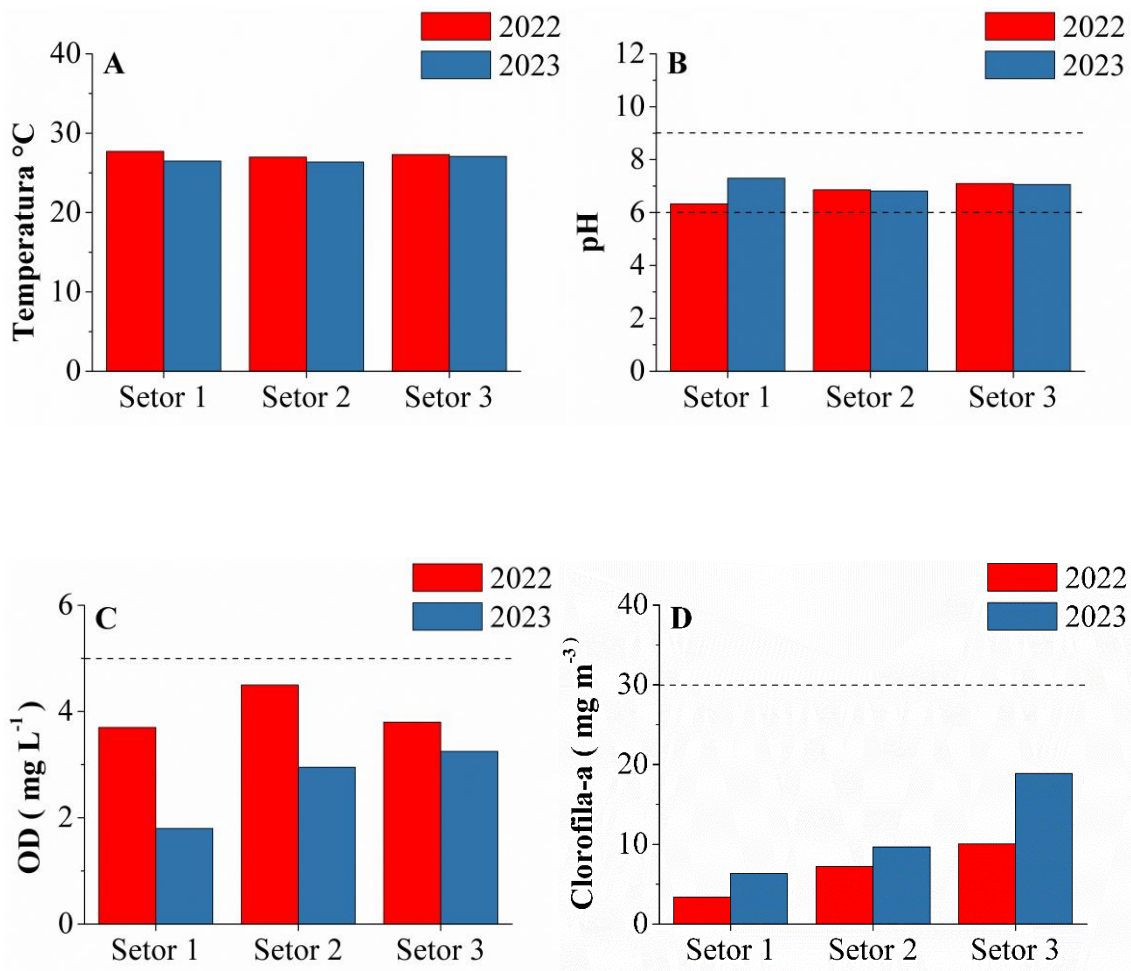 2022
2023
A
Temperatura °C
40
30
20
10
0
Setor 1 Setor 2 Setor 3
2022
2023
B
pH
12
10
8
6
4
2
0
Setor 1 Setor 2 Setor 3
2022
2023
C
OD ( mg L⁻¹)
6
4
2
0
Setor 1 Setor 2 Setor 3
2022
2023
D
Clorofila-a ( mg m⁻³)
40
30
20
10
0
Setor 1 Setor 2 Setor 3